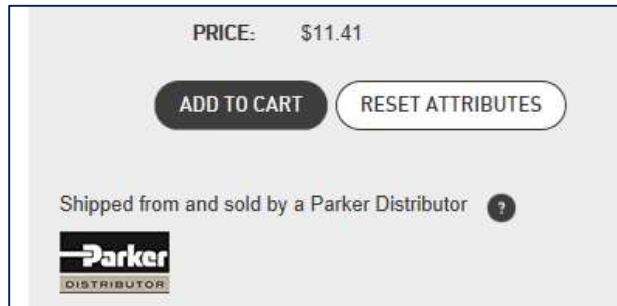 PRICE: $11.41
ADD TO CART RESET ATTRIBUTES
Shipped from and sold by a Parker Distributor ?
Parker
DISTRIBUTOR